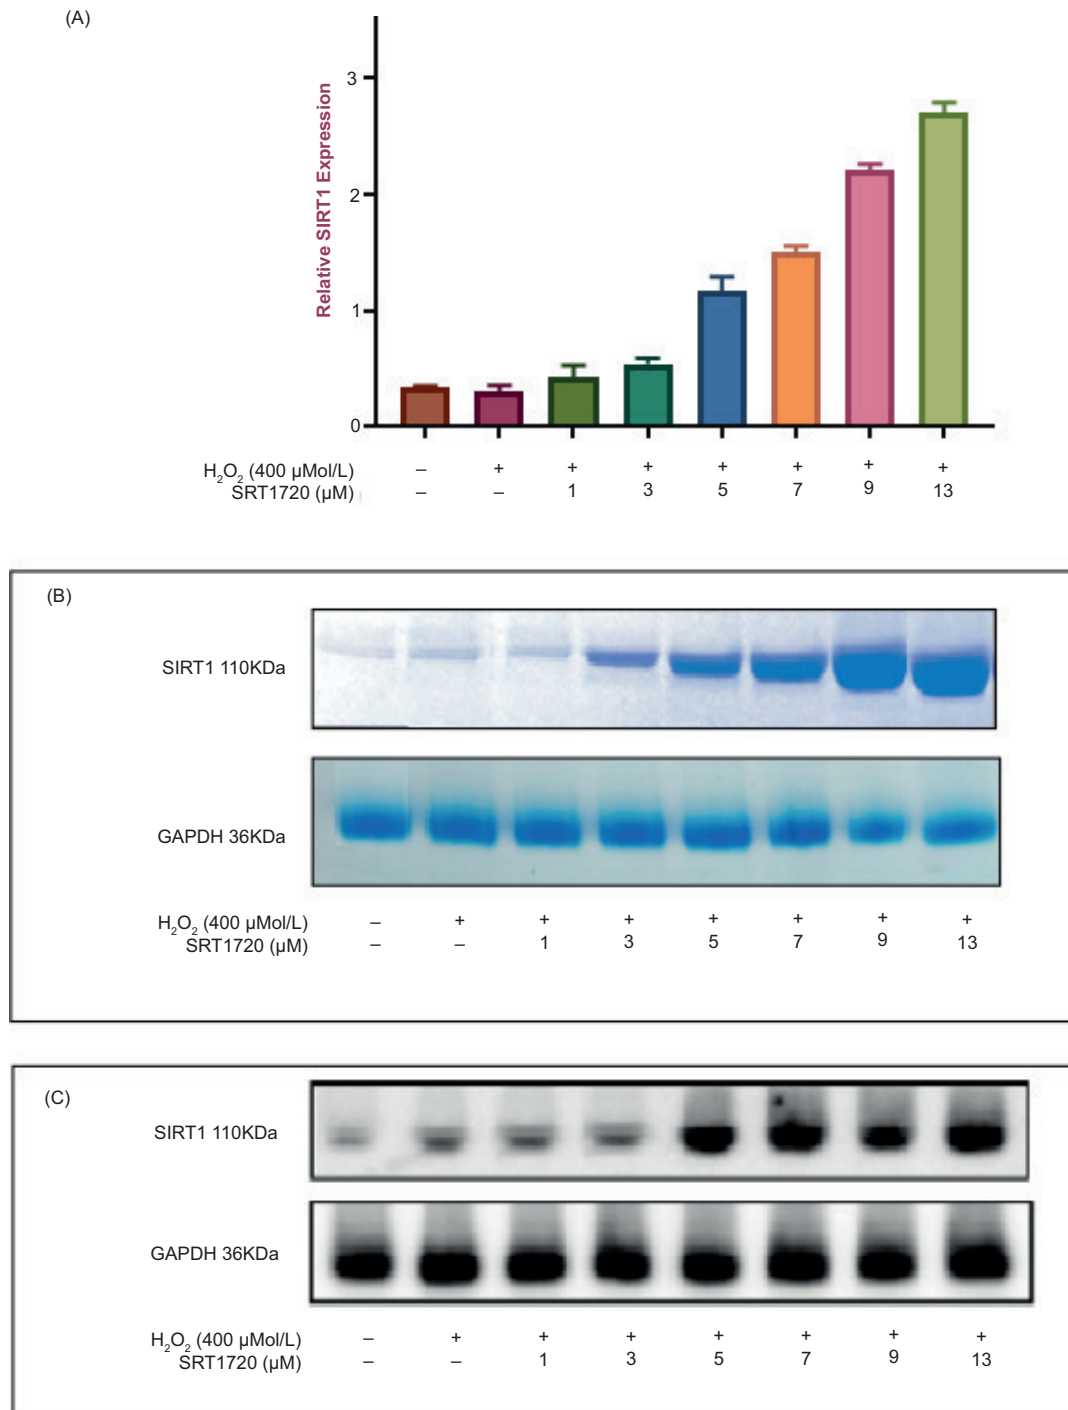 (A)
Relative SIRT1 Expression
3
2
1
0
H₂O₂ (400 µMol/L) – + + + + + + +
SRT1720 (µM) – – 1 3 5 7 9 13
(B)
SIRT1 110KDa
GAPDH 36KDa
H₂O₂ (400 µMol/L) – + + + + + + +
SRT1720 (µM) – – 1 3 5 7 9 13
(C)
SIRT1 110KDa
GAPDH 36KDa
H₂O₂ (400 µMol/L) – + + + + + + +
SRT1720 (µM) – – 1 3 5 7 9 13